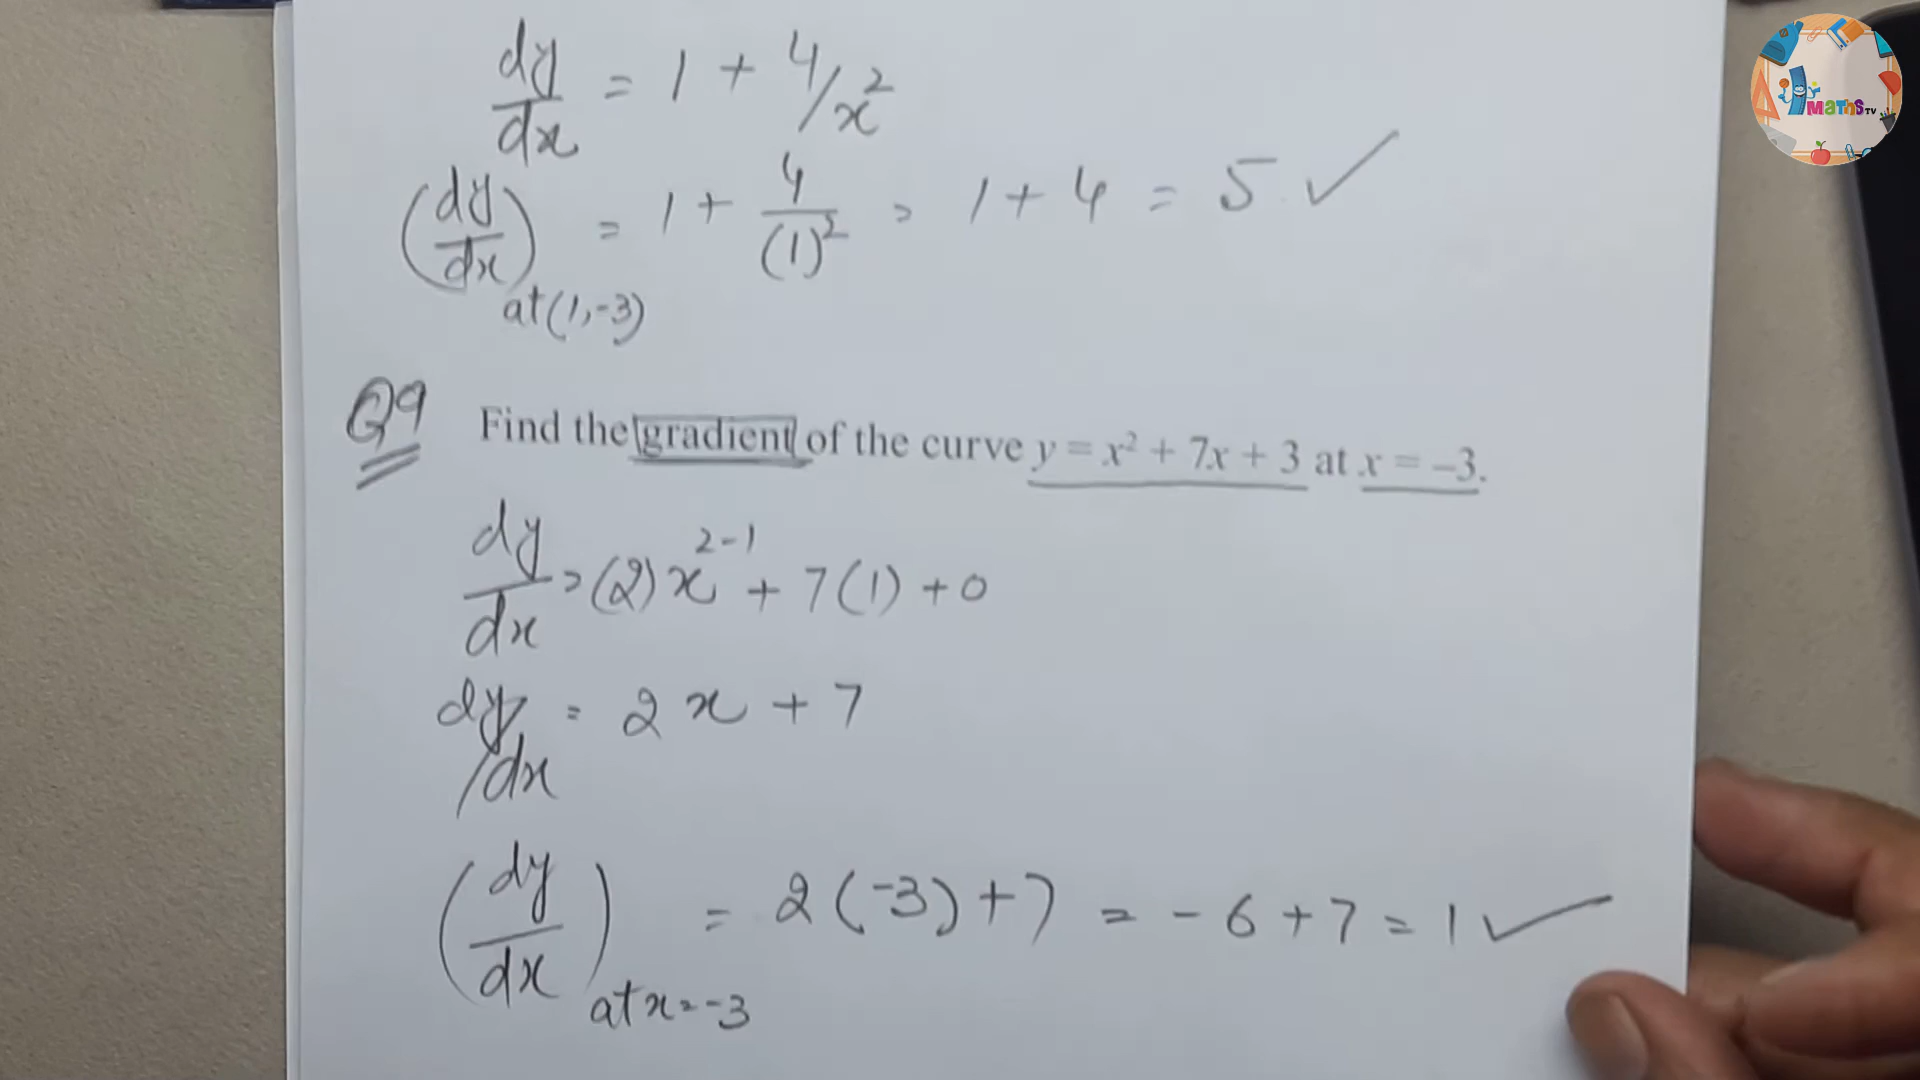 MATHS TV
dy/dx = 1 + 4/x²
(dy/dx) at (1,-3) = 1 + 4/(1)² = 1 + 4 = 5 ✓
Q9 Find the gradient of the curve y = x² + 7x + 3 at x = –3.
dy/dx = (2)x²⁻¹ + 7(1) + 0
dy/dx = 2x + 7
(dy/dx) at x = -3 = 2(-3) + 7 = -6 + 7 = 1 ✓